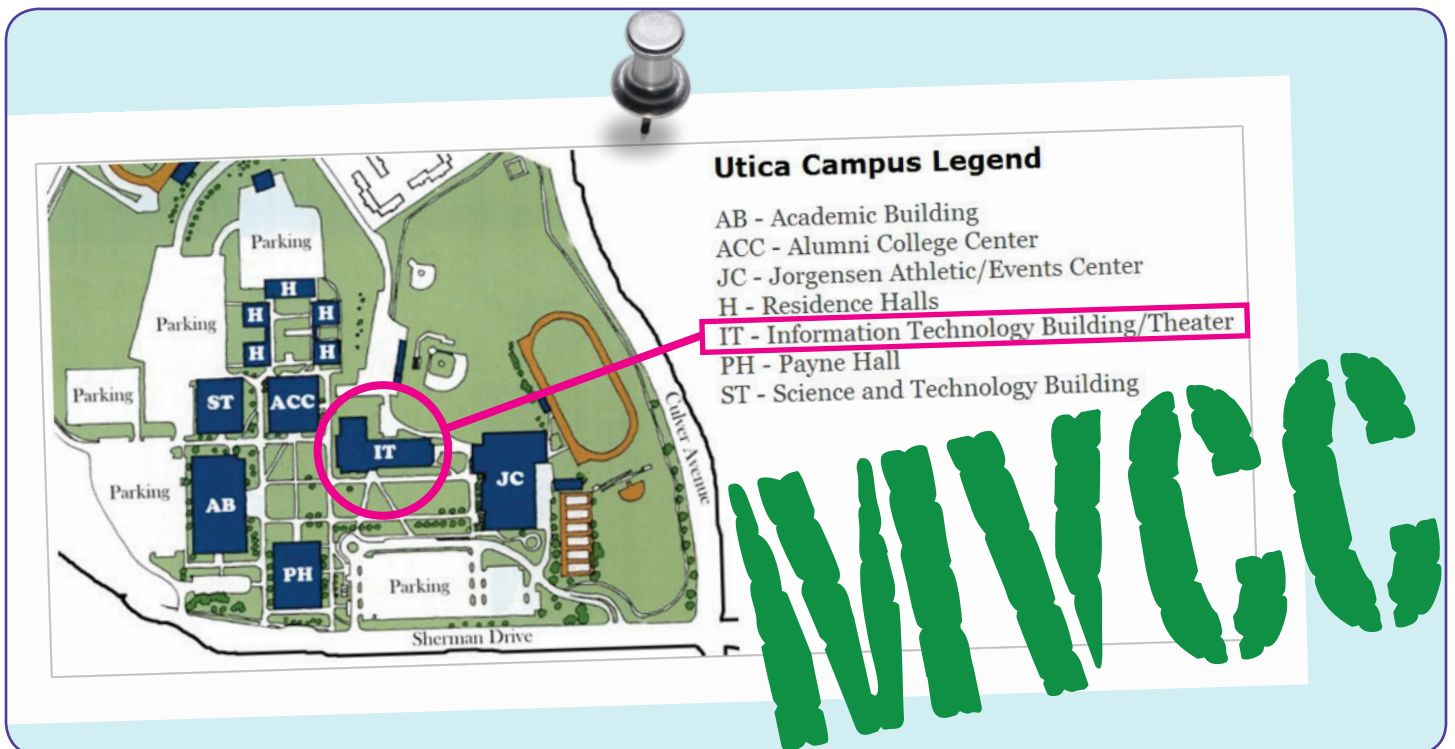 Utica Campus Legend
AB - Academic Building
ACC - Alumni College Center
JC - Jorgensen Athletic/Events Center
H - Residence Halls
IT - Information Technology Building/Theater
PH - Payne Hall
ST - Science and Technology Building
Parking
H
Parking
H
H
H
H
Parking
ST
ACC
IT
JC
Culver Avenue
Parking
AB
PH
Parking
Sherman Drive
MVCC